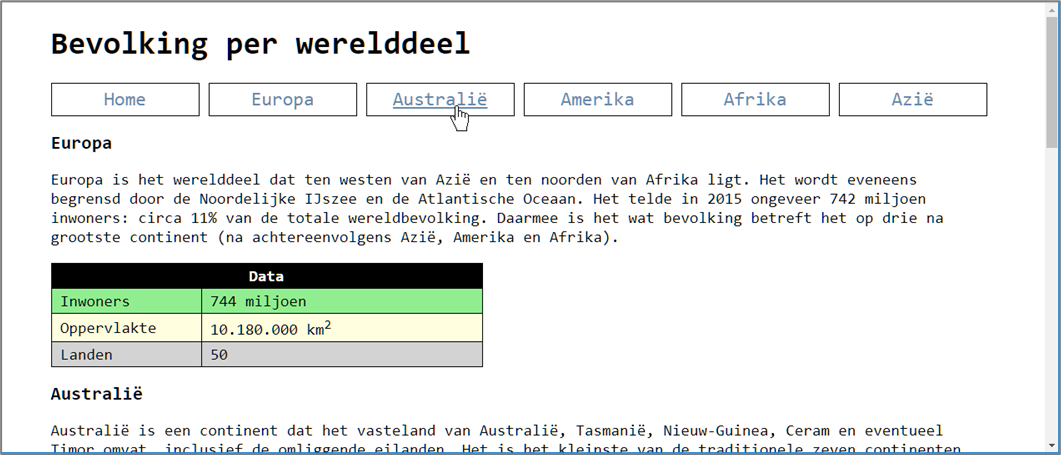 Bevolking per werelddeel
Home Europa Australië Amerika Afrika Azië
Europa
Europa is het werelddeel dat ten westen van Azië en ten noorden van Afrika ligt. Het wordt eveneens
begrensd door de Noordelijke IJszee en de Atlantische Oceaan. Het telde in 2015 ongeveer 742 miljoen
inwoners: circa 11% van de totale wereldbevolking. Daarmee is het wat bevolking betreft het op drie na
grootste continent (na achtereenvolgens Azië, Amerika en Afrika).
Data
Inwoners 744 miljoen
Oppervlakte 10.180.000 km²
Landen 50
Australië
Australië is een continent dat het vasteland van Australië, Tasmanië, Nieuw-Guinea, Ceram en eventueel
Timor omvat, inclusief de omliggende eilanden. Het is het kleinste van de traditionele zeven continenten